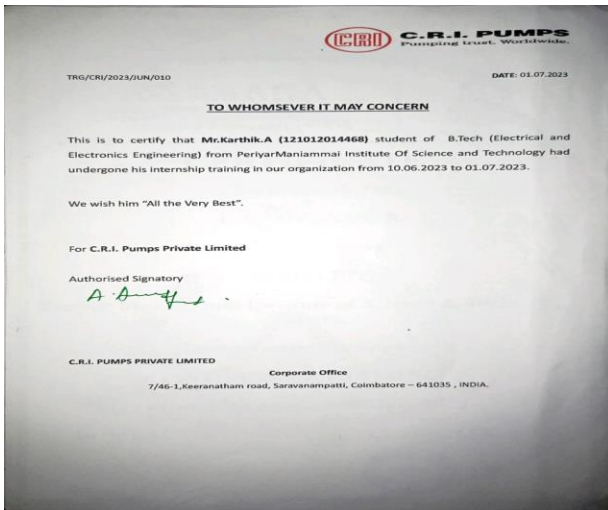 CRI C.R.I. PUMPS
Pumping trust. Worldwide.
TRG/CRI/2023/JUN/010 DATE: 01.07.2023
TO WHOMSEVER IT MAY CONCERN
This is to certify that Mr.Karthik.A (121012014468) student of B.Tech (Electrical and
Electronics Engineering) from PeriyarManiammai Institute Of Science and Technology had
undergone his internship training in our organization from 10.06.2023 to 01.07.2023.
We wish him “All the Very Best”.
For C.R.I. Pumps Private Limited
Authorised Signatory
C.R.I. PUMPS PRIVATE LIMITED
Corporate Office
7/46-1,Keeranatham road, Saravanampatti, Coimbatore – 641035 , INDIA.